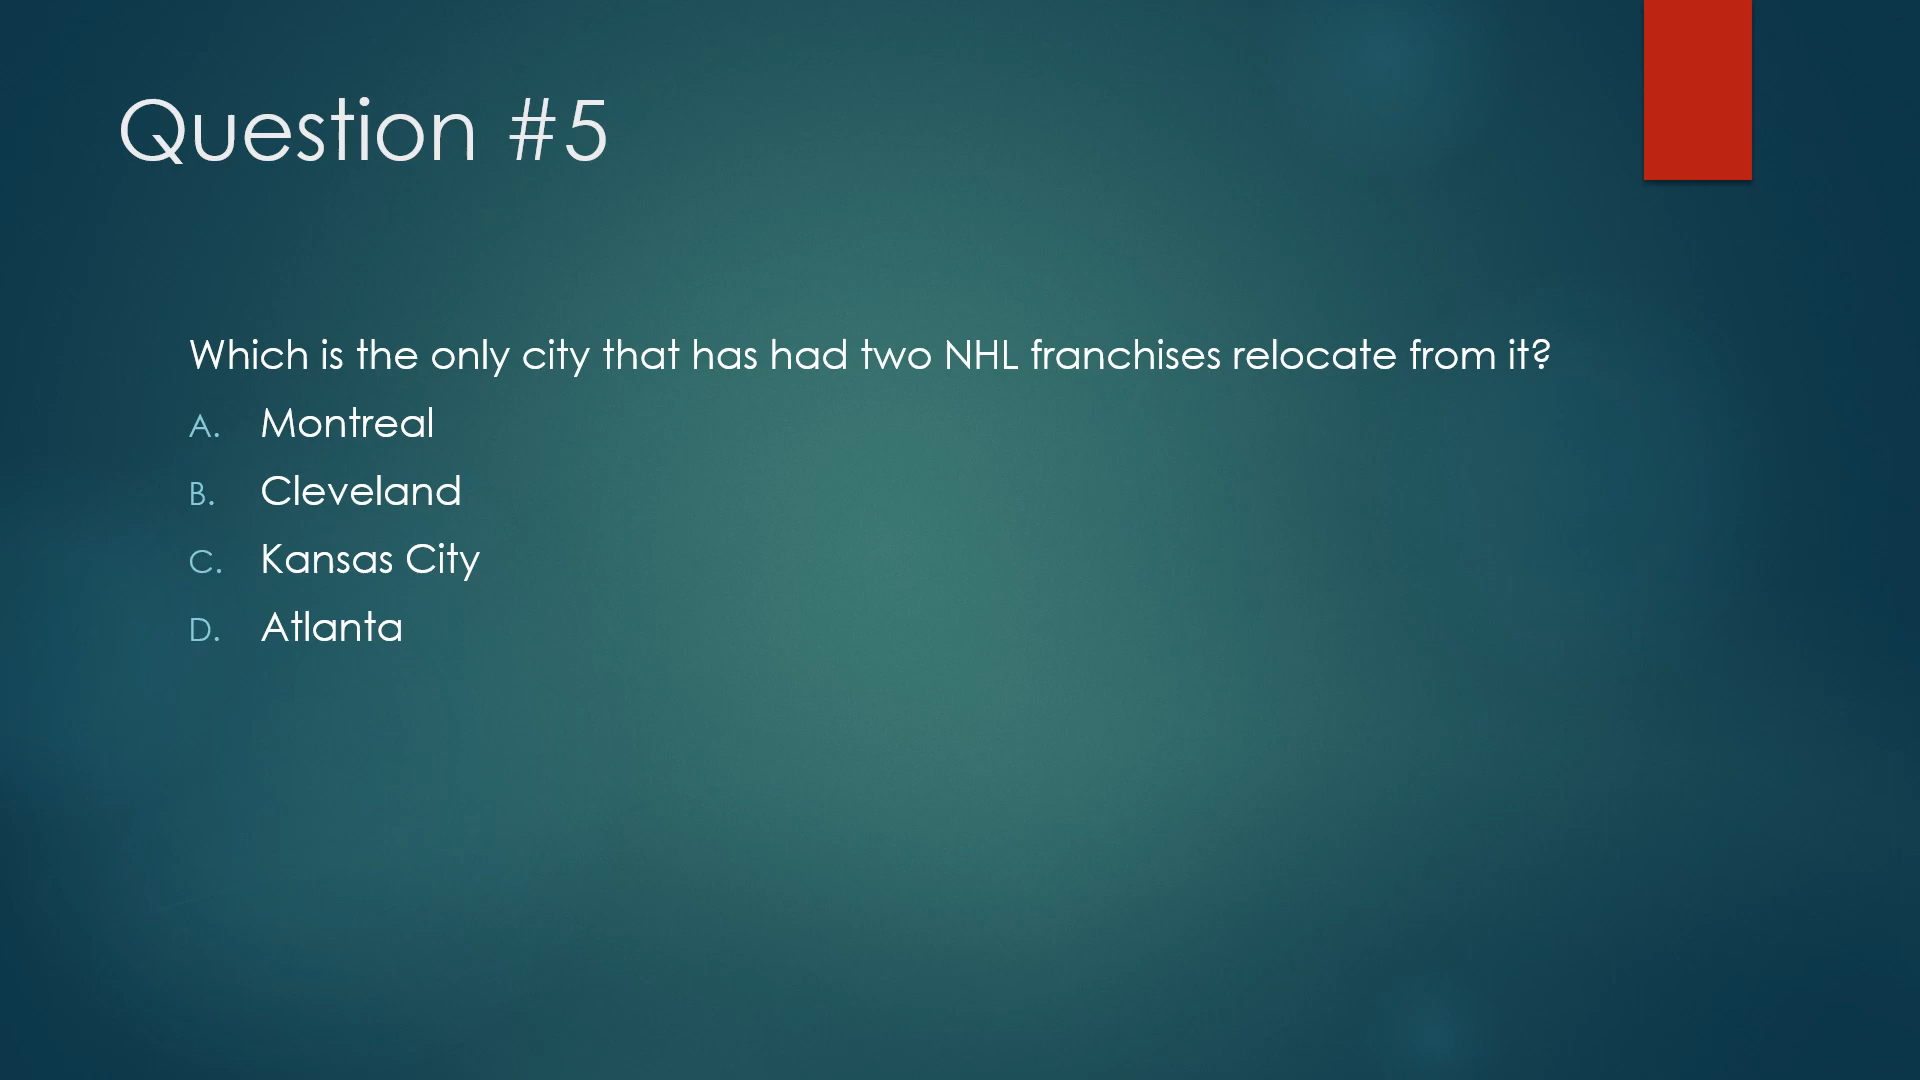 Question #5
Which is the only city that has had two NHL franchises relocate from it?
A. Montreal
B. Cleveland
C. Kansas City
D. Atlanta